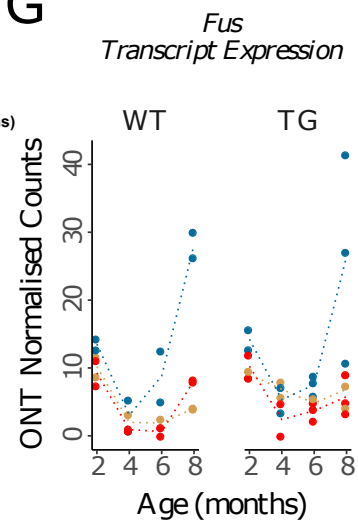 G
Fus
Transcript Expression
s)
WT TG
ONT Normalised Counts
40
30
20
10
0
2 4 6 8 2 4 6 8
Age (months)